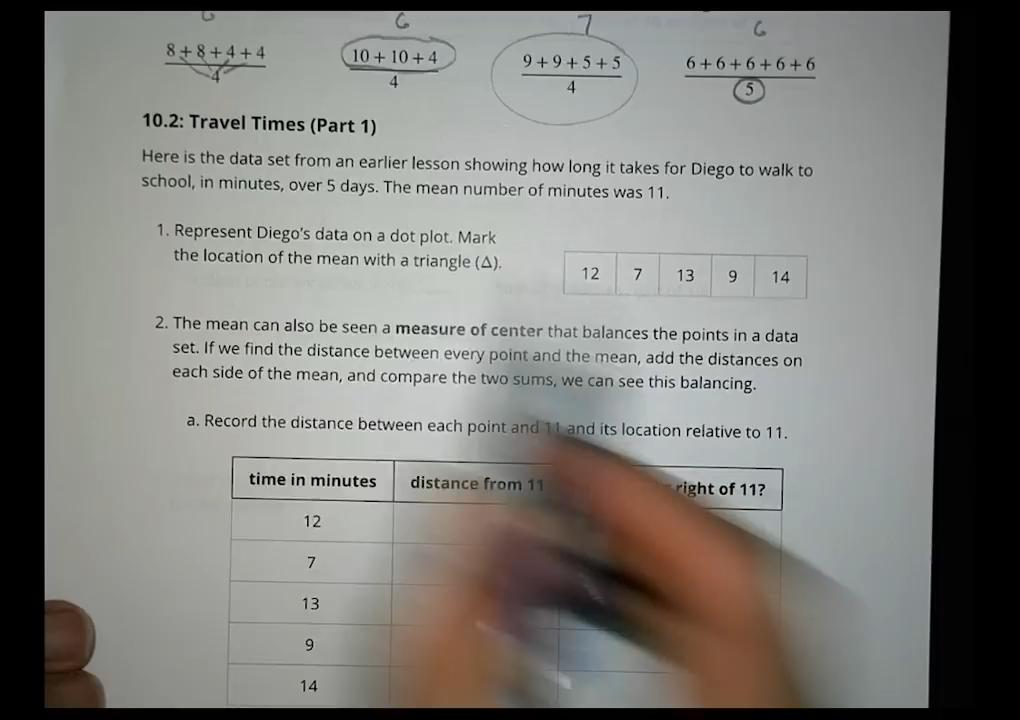 6 7 6
8 + 8 + 4 + 4 10 + 10 + 4 9 + 9 + 5 + 5 6 + 6 + 6 + 6 + 6
4 4 4 5
10.2: Travel Times (Part 1)
Here is the data set from an earlier lesson showing how long it takes for Diego to walk to
school, in minutes, over 5 days. The mean number of minutes was 11.
1. Represent Diego's data on a dot plot. Mark
the location of the mean with a triangle (Δ).
12 7 13 9 14
2. The mean can also be seen a measure of center that balances the points in a data
set. If we find the distance between every point and the mean, add the distances on
each side of the mean, and compare the two sums, we can see this balancing.
a. Record the distance between each point and 11 and its location relative to 11.
time in minutes distance from 11 right of 11?
12
7
13
9
14